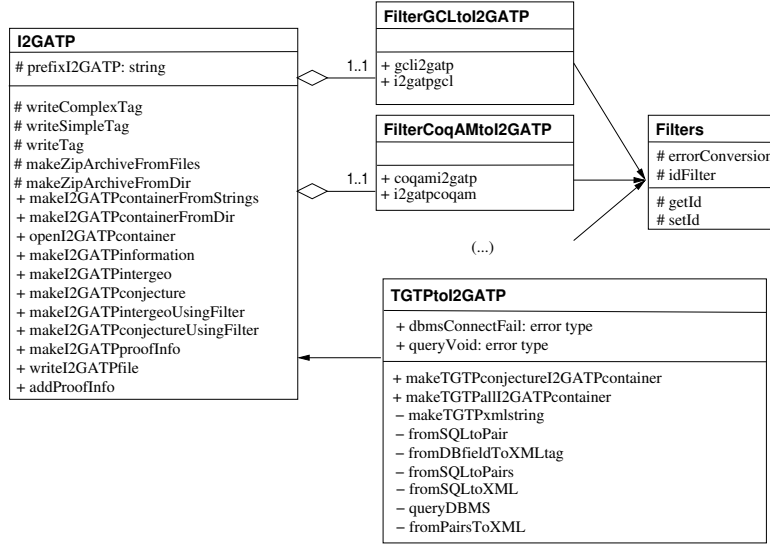 I2GATP
# prefixI2GATP: string
# writeComplexTag
# writeSimpleTag
# writeTag
# makeZipArchiveFromFiles
# makeZipArchiveFromDir
+ makeI2GATPcontainerFromStrings
+ makeI2GATPcontainerFromDir
+ openI2GATPcontainer
+ makeI2GATPinformation
+ makeI2GATPintergeo
+ makeI2GATPconjecture
+ makeI2GATPintergeoUsingFilter
+ makeI2GATPconjectureUsingFilter
+ makeI2GATPproofInfo
+ writeI2GATPfile
+ addProofInfo
1..1
1..1
FilterGCLtoI2GATP
+ gcli2gatp
+ i2gatpgcl
FilterCoqAMtoI2GATP
+ coqami2gatp
+ i2gatpcoqam
(...)
Filters
# errorConversion
# idFilter
# getId
# setId
TGTPtoI2GATP
+ dbmsConnectFail: error type
+ queryVoid: error type
+ makeTGTPconjectureI2GATPcontainer
+ makeTGTPallI2GATPcontainer
− makeTGTPxmlstring
− fromSQLtoPair
− fromDBfieldToXMLtag
− fromSQLtoPairs
− fromSQLtoXML
− queryDBMS
− fromPairsToXML